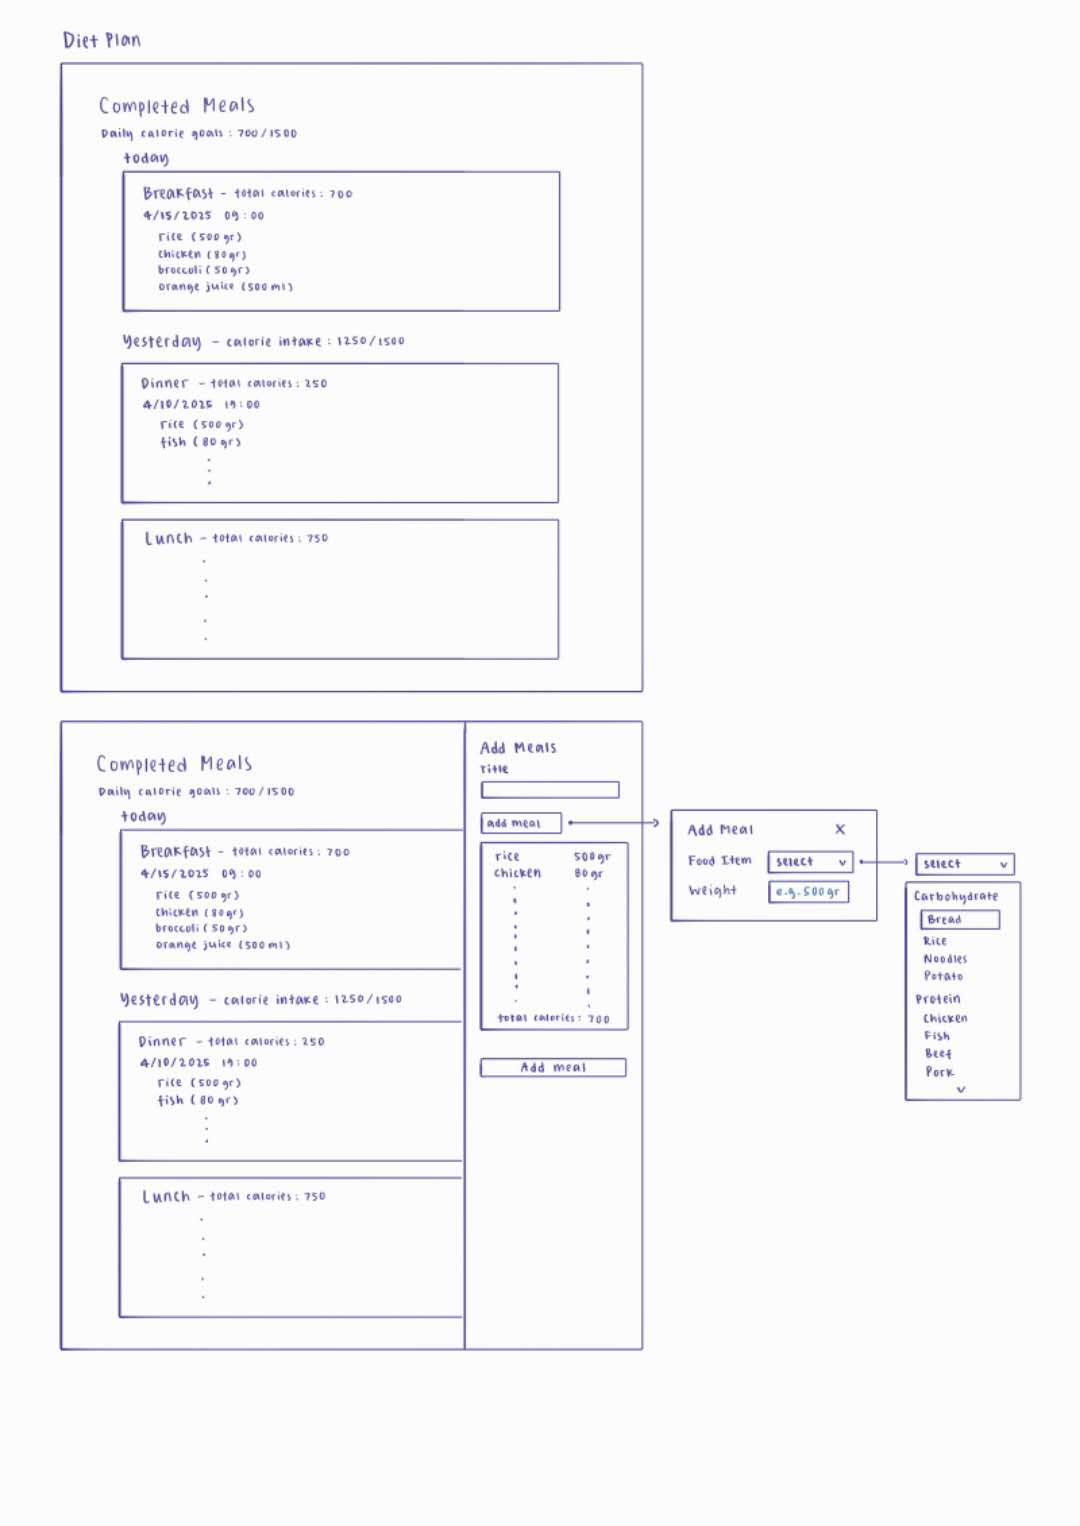 Diet Plan
Completed Meals
Daily calorie goals : 700/1500
today
Breakfast - total calories : 700
4/15/2025 09:00
rice (500 gr)
chicken (80 gr)
broccoli (50 gr)
orange juice (500 ml)
Yesterday - calorie intake : 1250/1500
Dinner - total calories : 250
4/10/2025 19:00
rice (500 gr)
fish (80 gr)
Lunch - total calories : 750
Completed Meals
Daily calorie goals : 700/1500
today
Breakfast - total calories : 700
4/15/2025 09:00
rice (500 gr)
chicken (80 gr)
broccoli (50 gr)
orange juice (500 ml)
Yesterday - calorie intake : 1250/1500
Dinner - total calories : 250
4/10/2025 19:00
rice (500 gr)
fish (80 gr)
Lunch - total calories : 750
Add Meals
Title
add meal
rice 500 gr
chicken 80 gr
total calories : 700
Add meal
Add Meal X
Food Item select v
Weight e.g. 500 gr
select v
Carbohydrate
Bread
Rice
Noodles
Potato
Protein
Chicken
Fish
Beef
Pork
v